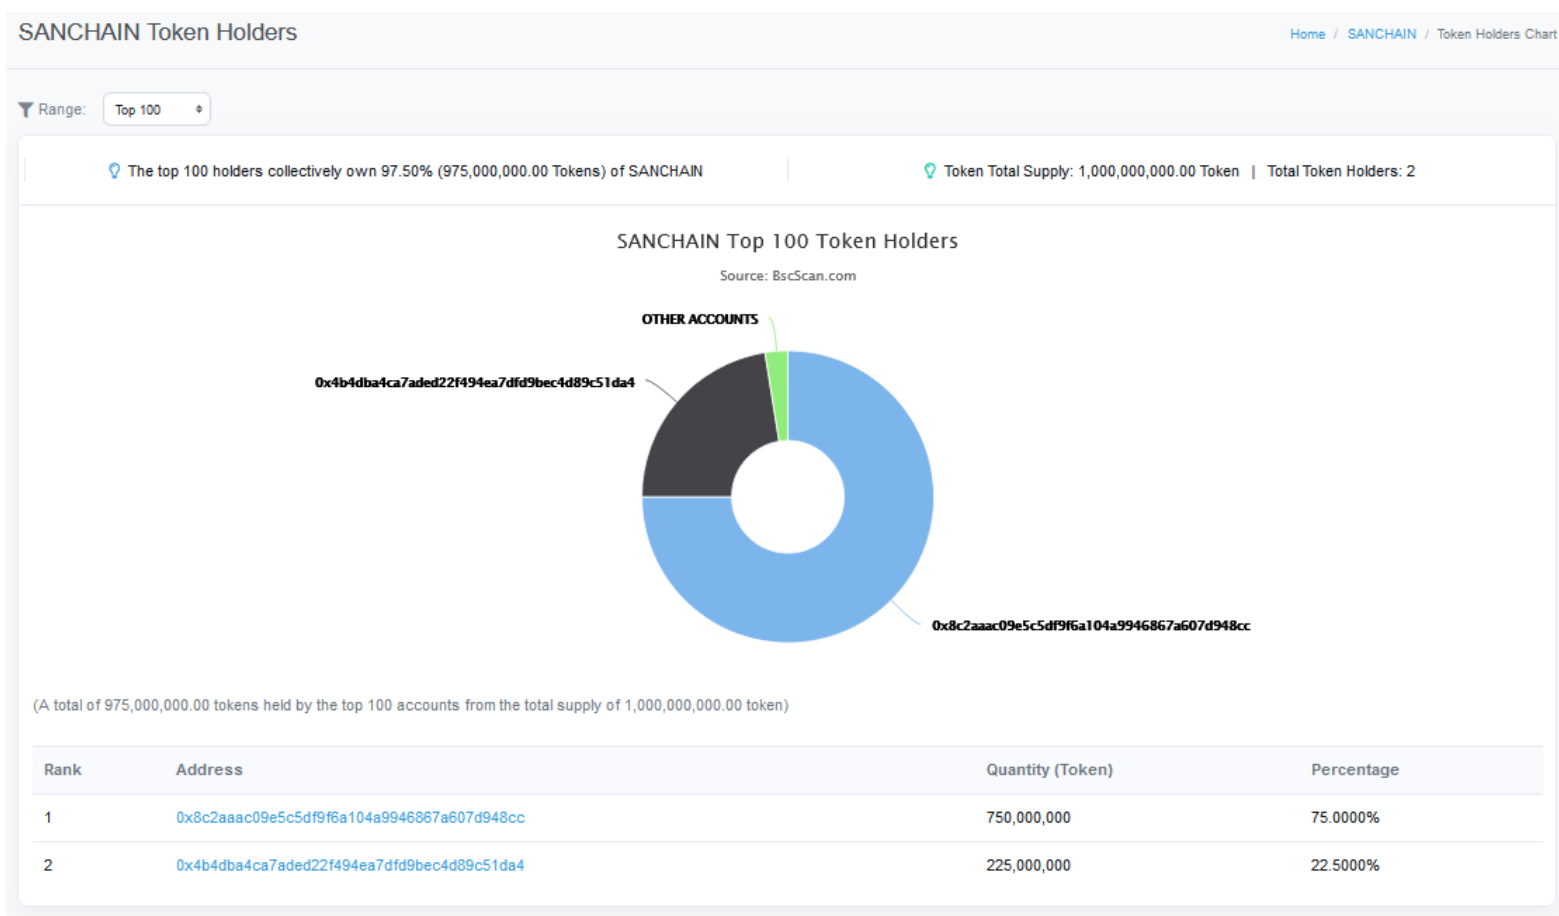 SANCHAIN Token Holders
Home / SANCHAIN / Token Holders Chart
Range: Top 100
The top 100 holders collectively own 97.50% (975,000,000.00 Tokens) of SANCHAIN
Token Total Supply: 1,000,000,000.00 Token | Total Token Holders: 2
SANCHAIN Top 100 Token Holders
Source: BscScan.com
OTHER ACCOUNTS
0x4b4dba4ca7aded22f494ea7dfd9bec4d89c51da4
0x8c2aaac09e5c5df9f6a104a9946867a607d948cc
(A total of 975,000,000.00 tokens held by the top 100 accounts from the total supply of 1,000,000,000.00 token)
Rank Address Quantity (Token) Percentage
1 0x8c2aaac09e5c5df9f6a104a9946867a607d948cc 750,000,000 75.0000%
2 0x4b4dba4ca7aded22f494ea7dfd9bec4d89c51da4 225,000,000 22.5000%